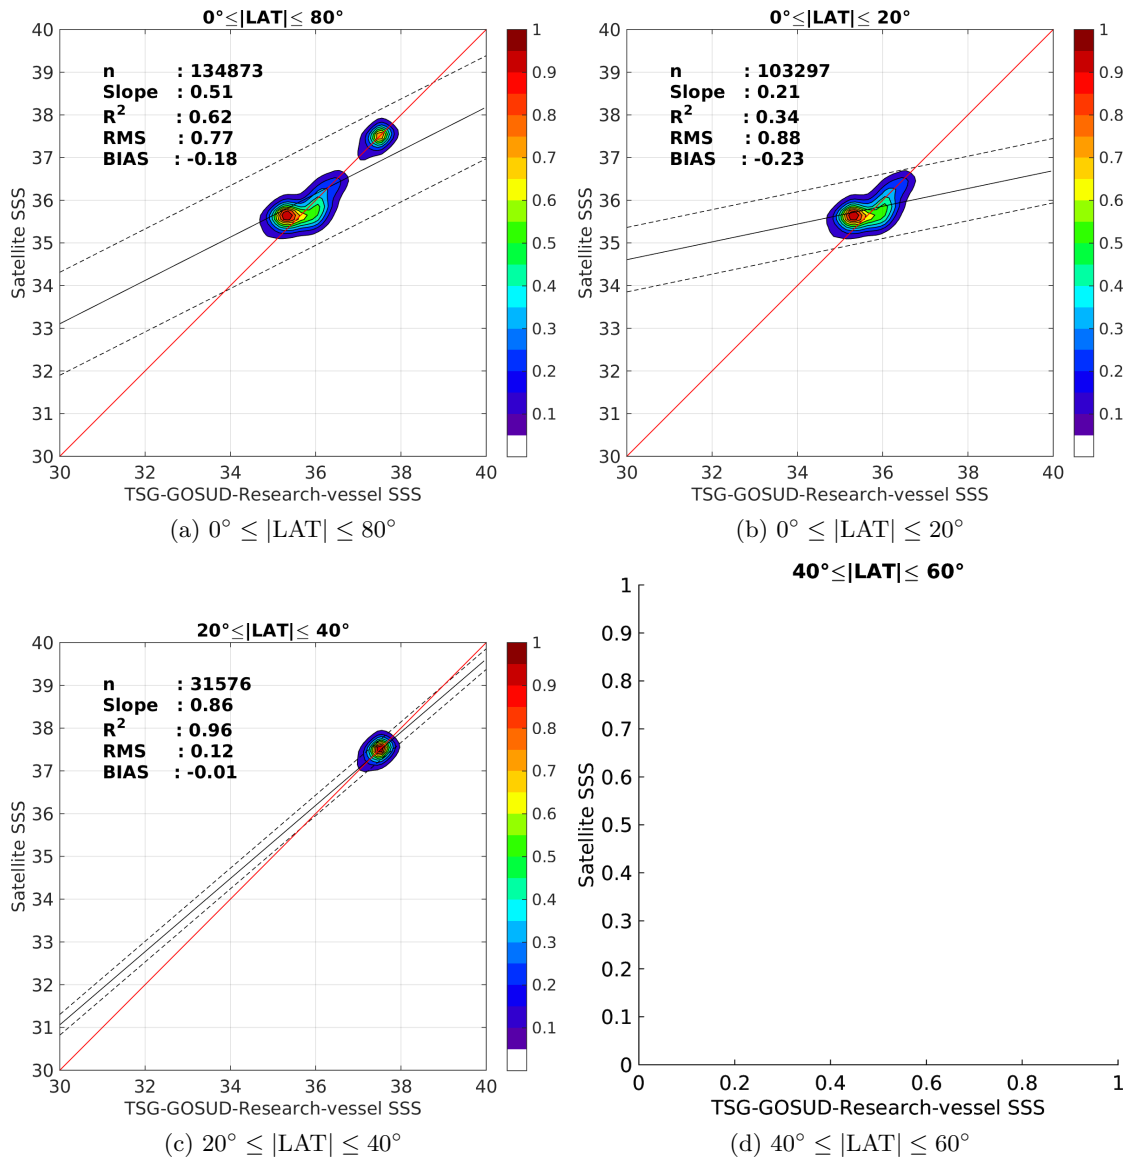 0°≤|LAT|≤ 80°
n : 134873
Slope : 0.51
R² : 0.62
RMS : 0.77
BIAS : -0.18
Satellite SSS
40
39
38
37
36
35
34
33
32
31
30
30 32 34 36 38 40
TSG-GOSUD-Research-vessel SSS
1
0.9
0.8
0.7
0.6
0.5
0.4
0.3
0.2
0.1
(a) 0° ≤ |LAT| ≤ 80°
0°≤|LAT|≤ 20°
n : 103297
Slope : 0.21
R² : 0.34
RMS : 0.88
BIAS : -0.23
Satellite SSS
40
39
38
37
36
35
34
33
32
31
30
30 32 34 36 38 40
TSG-GOSUD-Research-vessel SSS
1
0.9
0.8
0.7
0.6
0.5
0.4
0.3
0.2
0.1
(b) 0° ≤ |LAT| ≤ 20°
20°≤|LAT|≤ 40°
n : 31576
Slope : 0.86
R² : 0.96
RMS : 0.12
BIAS : -0.01
Satellite SSS
40
39
38
37
36
35
34
33
32
31
30
30 32 34 36 38 40
TSG-GOSUD-Research-vessel SSS
1
0.9
0.8
0.7
0.6
0.5
0.4
0.3
0.2
0.1
(c) 20° ≤ |LAT| ≤ 40°
40°≤|LAT|≤ 60°
Satellite SSS
1
0.9
0.8
0.7
0.6
0.5
0.4
0.3
0.2
0.1
0
0 0.2 0.4 0.6 0.8 1
TSG-GOSUD-Research-vessel SSS
(d) 40° ≤ |LAT| ≤ 60°